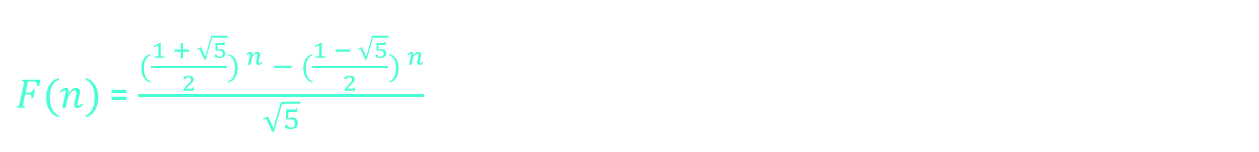 F(n) = ((1 + √5)/2)^n − ((1 − √5)/2)^n / √5